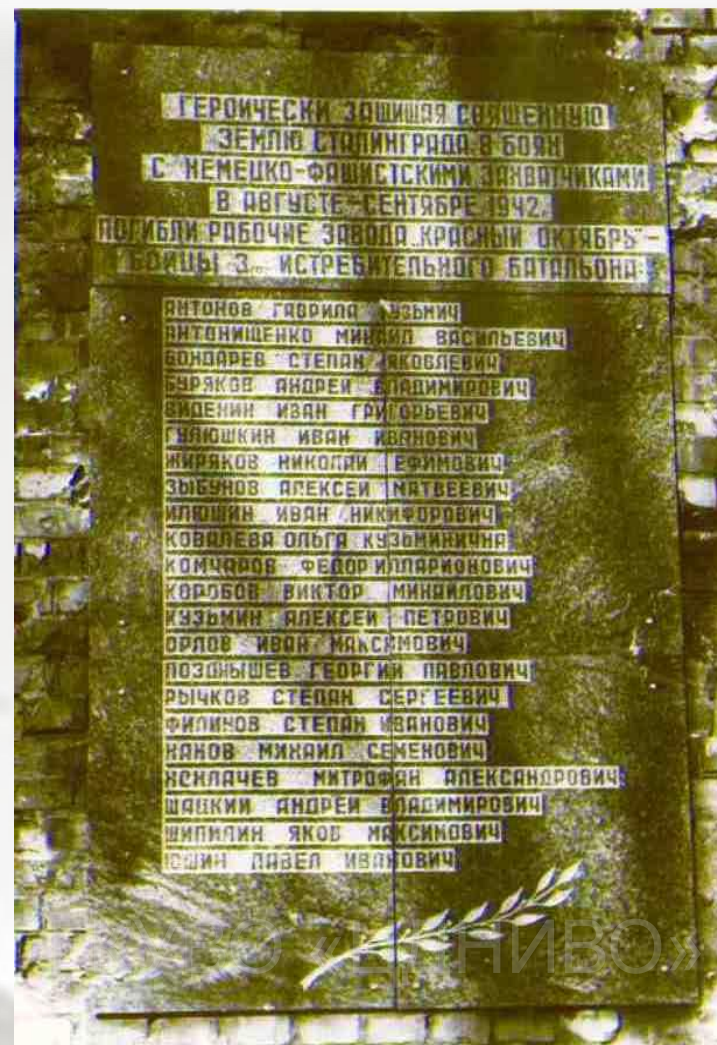 ГЕРОИЧЕСКИ ЗАЩИЩАЯ СВЯЩЕННУЮ
ЗЕМЛЮ СТАЛИНГРАДА В БОЯХ
С НЕМЕЦКО-ФАШИСТСКИМИ ЗАХВАТЧИКАМИ
В АВГУСТЕ-СЕНТЯБРЕ 1942г.
ПОГИБЛИ РАБОЧИЕ ЗАВОДА „КРАСНЫЙ ОКТЯБРЬ"-
БОЙЦЫ 3 ИСТРЕБИТЕЛЬНОГО БАТАЛЬОНА:
АНТОНОВ ГАВРИЛА КУЗЬМИЧ
АНТОНИЩЕНКО МИХАИЛ ВАСИЛЬЕВИЧ
БОНДАРЕВ СТЕПАН ЯКОВЛЕВИЧ
БУРЯКОВ АНДРЕЙ ВЛАДИМИРОВИЧ
ВИДЕНИН ИВАН ГРИГОРЬЕВИЧ
ГУЛЮШКИН ИВАН ИВАНОВИЧ
ЖИРЯКОВ НИКОЛАЙ ЕФИМОВИЧ
ЗЫБУНОВ АЛЕКСЕЙ МАТВЕЕВИЧ
ИЛЮШИН ИВАН НИКИФОРОВИЧ
КОВАЛЕВА ОЛЬГА КУЗЬМИНИЧНА
КОМЧАРОВ ФЕДОР ИЛЛАРИОНОВИЧ
КОРОБОВ ВИКТОР МИХАЙЛОВИЧ
КУЗЬМИН АЛЕКСЕЙ ПЕТРОВИЧ
ОРЛОВ ИВАН МАКСИМОВИЧ
ПОЗДНЫШЕВ ГЕОРГИЙ ПАВЛОВИЧ
РЫЧКОВ СТЕПАН СЕРГЕЕВИЧ
ФИЛИНОВ СТЕПАН ИВАНОВИЧ
МИХАИЛ СЕМЕНОВИЧ
МИТРОФАН АЛЕКСАНДРОВИЧ
ШАЦКИЙ АНДРЕЙ ВЛАДИМИРОВИЧ
ШИПИЛИН ЯКОВ МАКСИМОВИЧ
ЮШИН ПАВЕЛ ИВАНОВИЧ